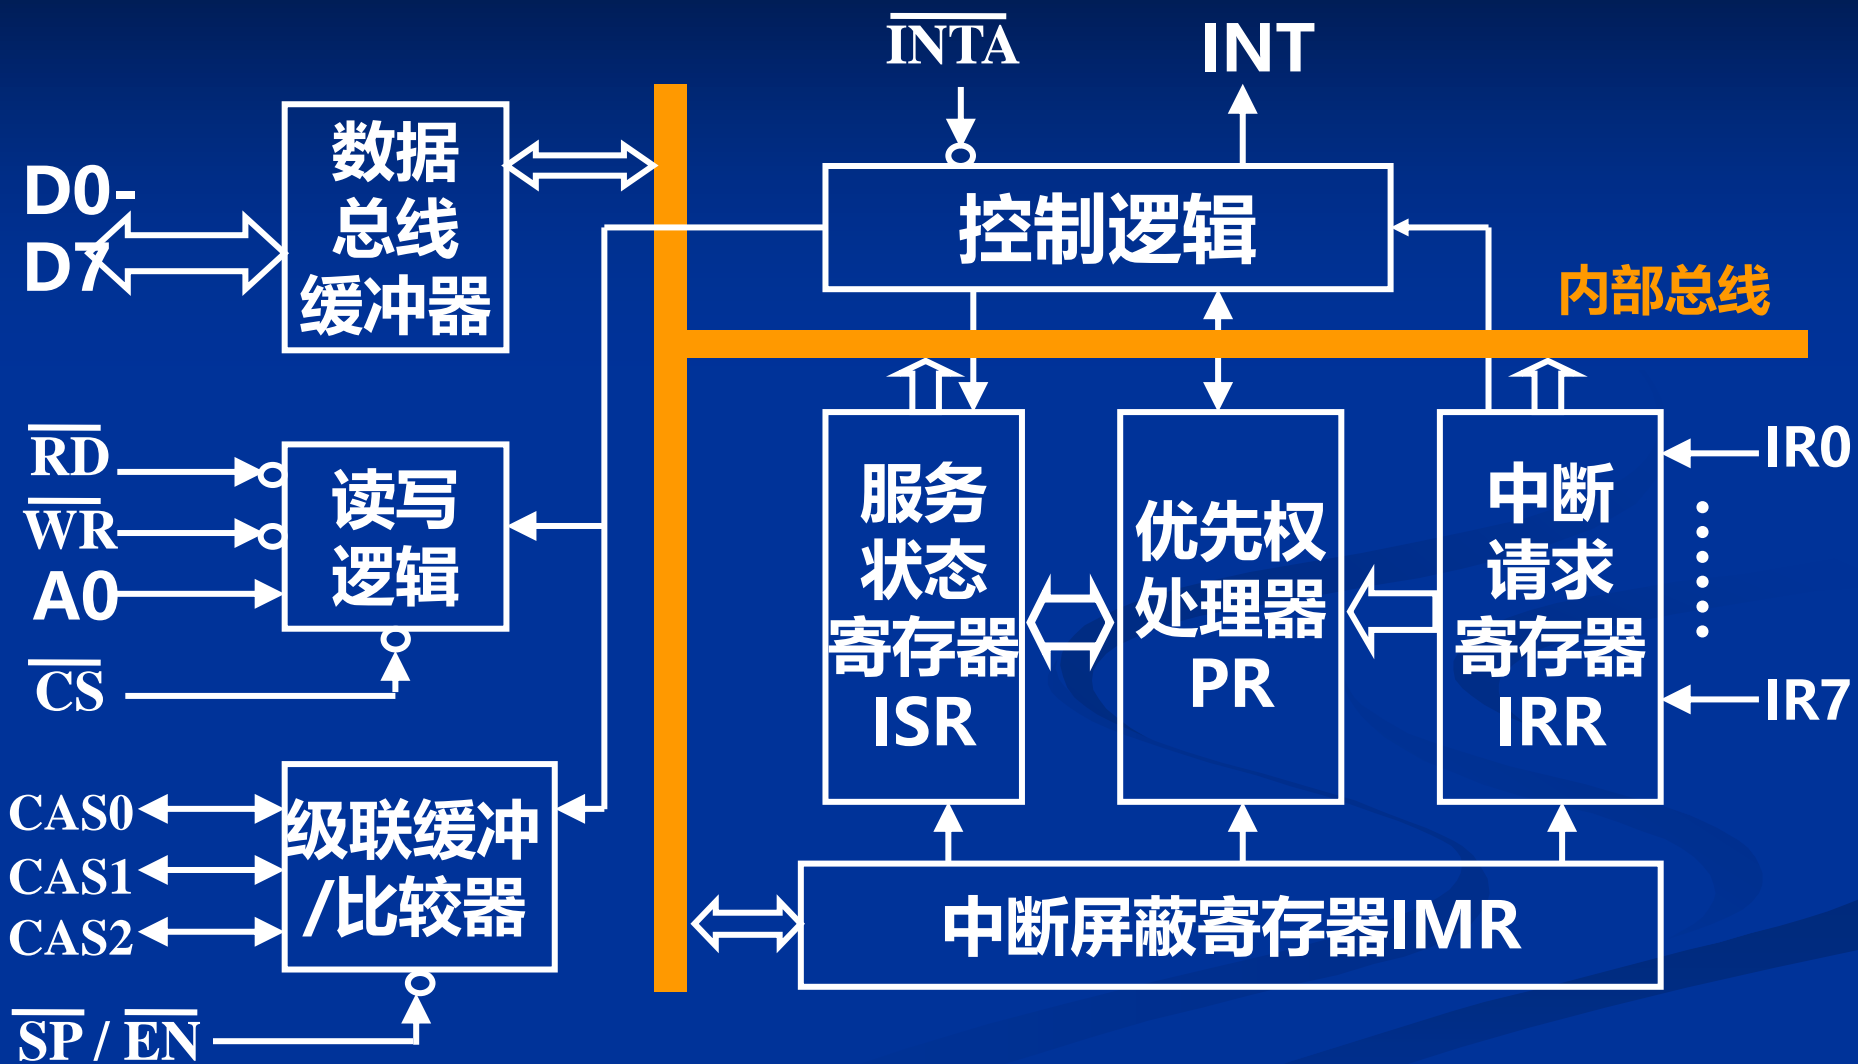 INTA
INT
D0-
D7
数据
总线
缓冲器
控制逻辑
内部总线
RD
WR
A0
CS
读写
逻辑
服务
状态
寄存器
ISR
优先权
处理器
PR
中断
请求
寄存器
IRR
IR0
IR7
CAS0
CAS1
CAS2
级联缓冲
/比较器
中断屏蔽寄存器IMR
SP / EN